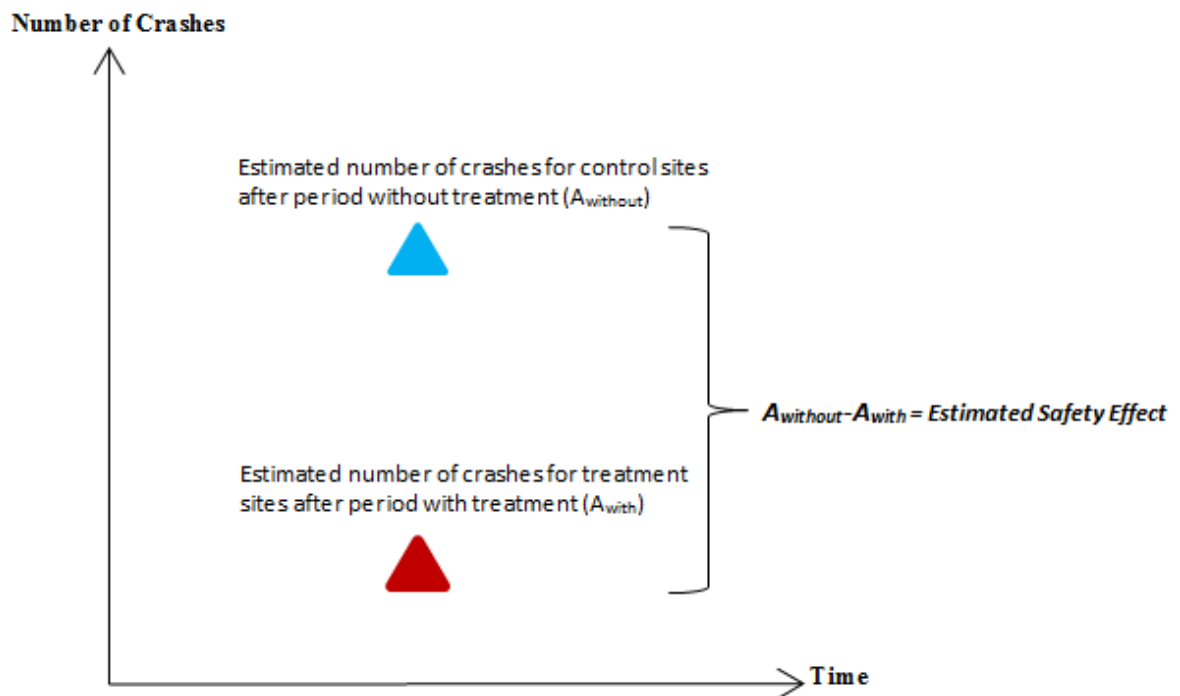 Number of Crashes
Estimated number of crashes for control sites
after period without treatment (Awithout)
Awithout-Awith = Estimated Safety Effect
Estimated number of crashes for treatment
sites after period with treatment (Awith)
Time